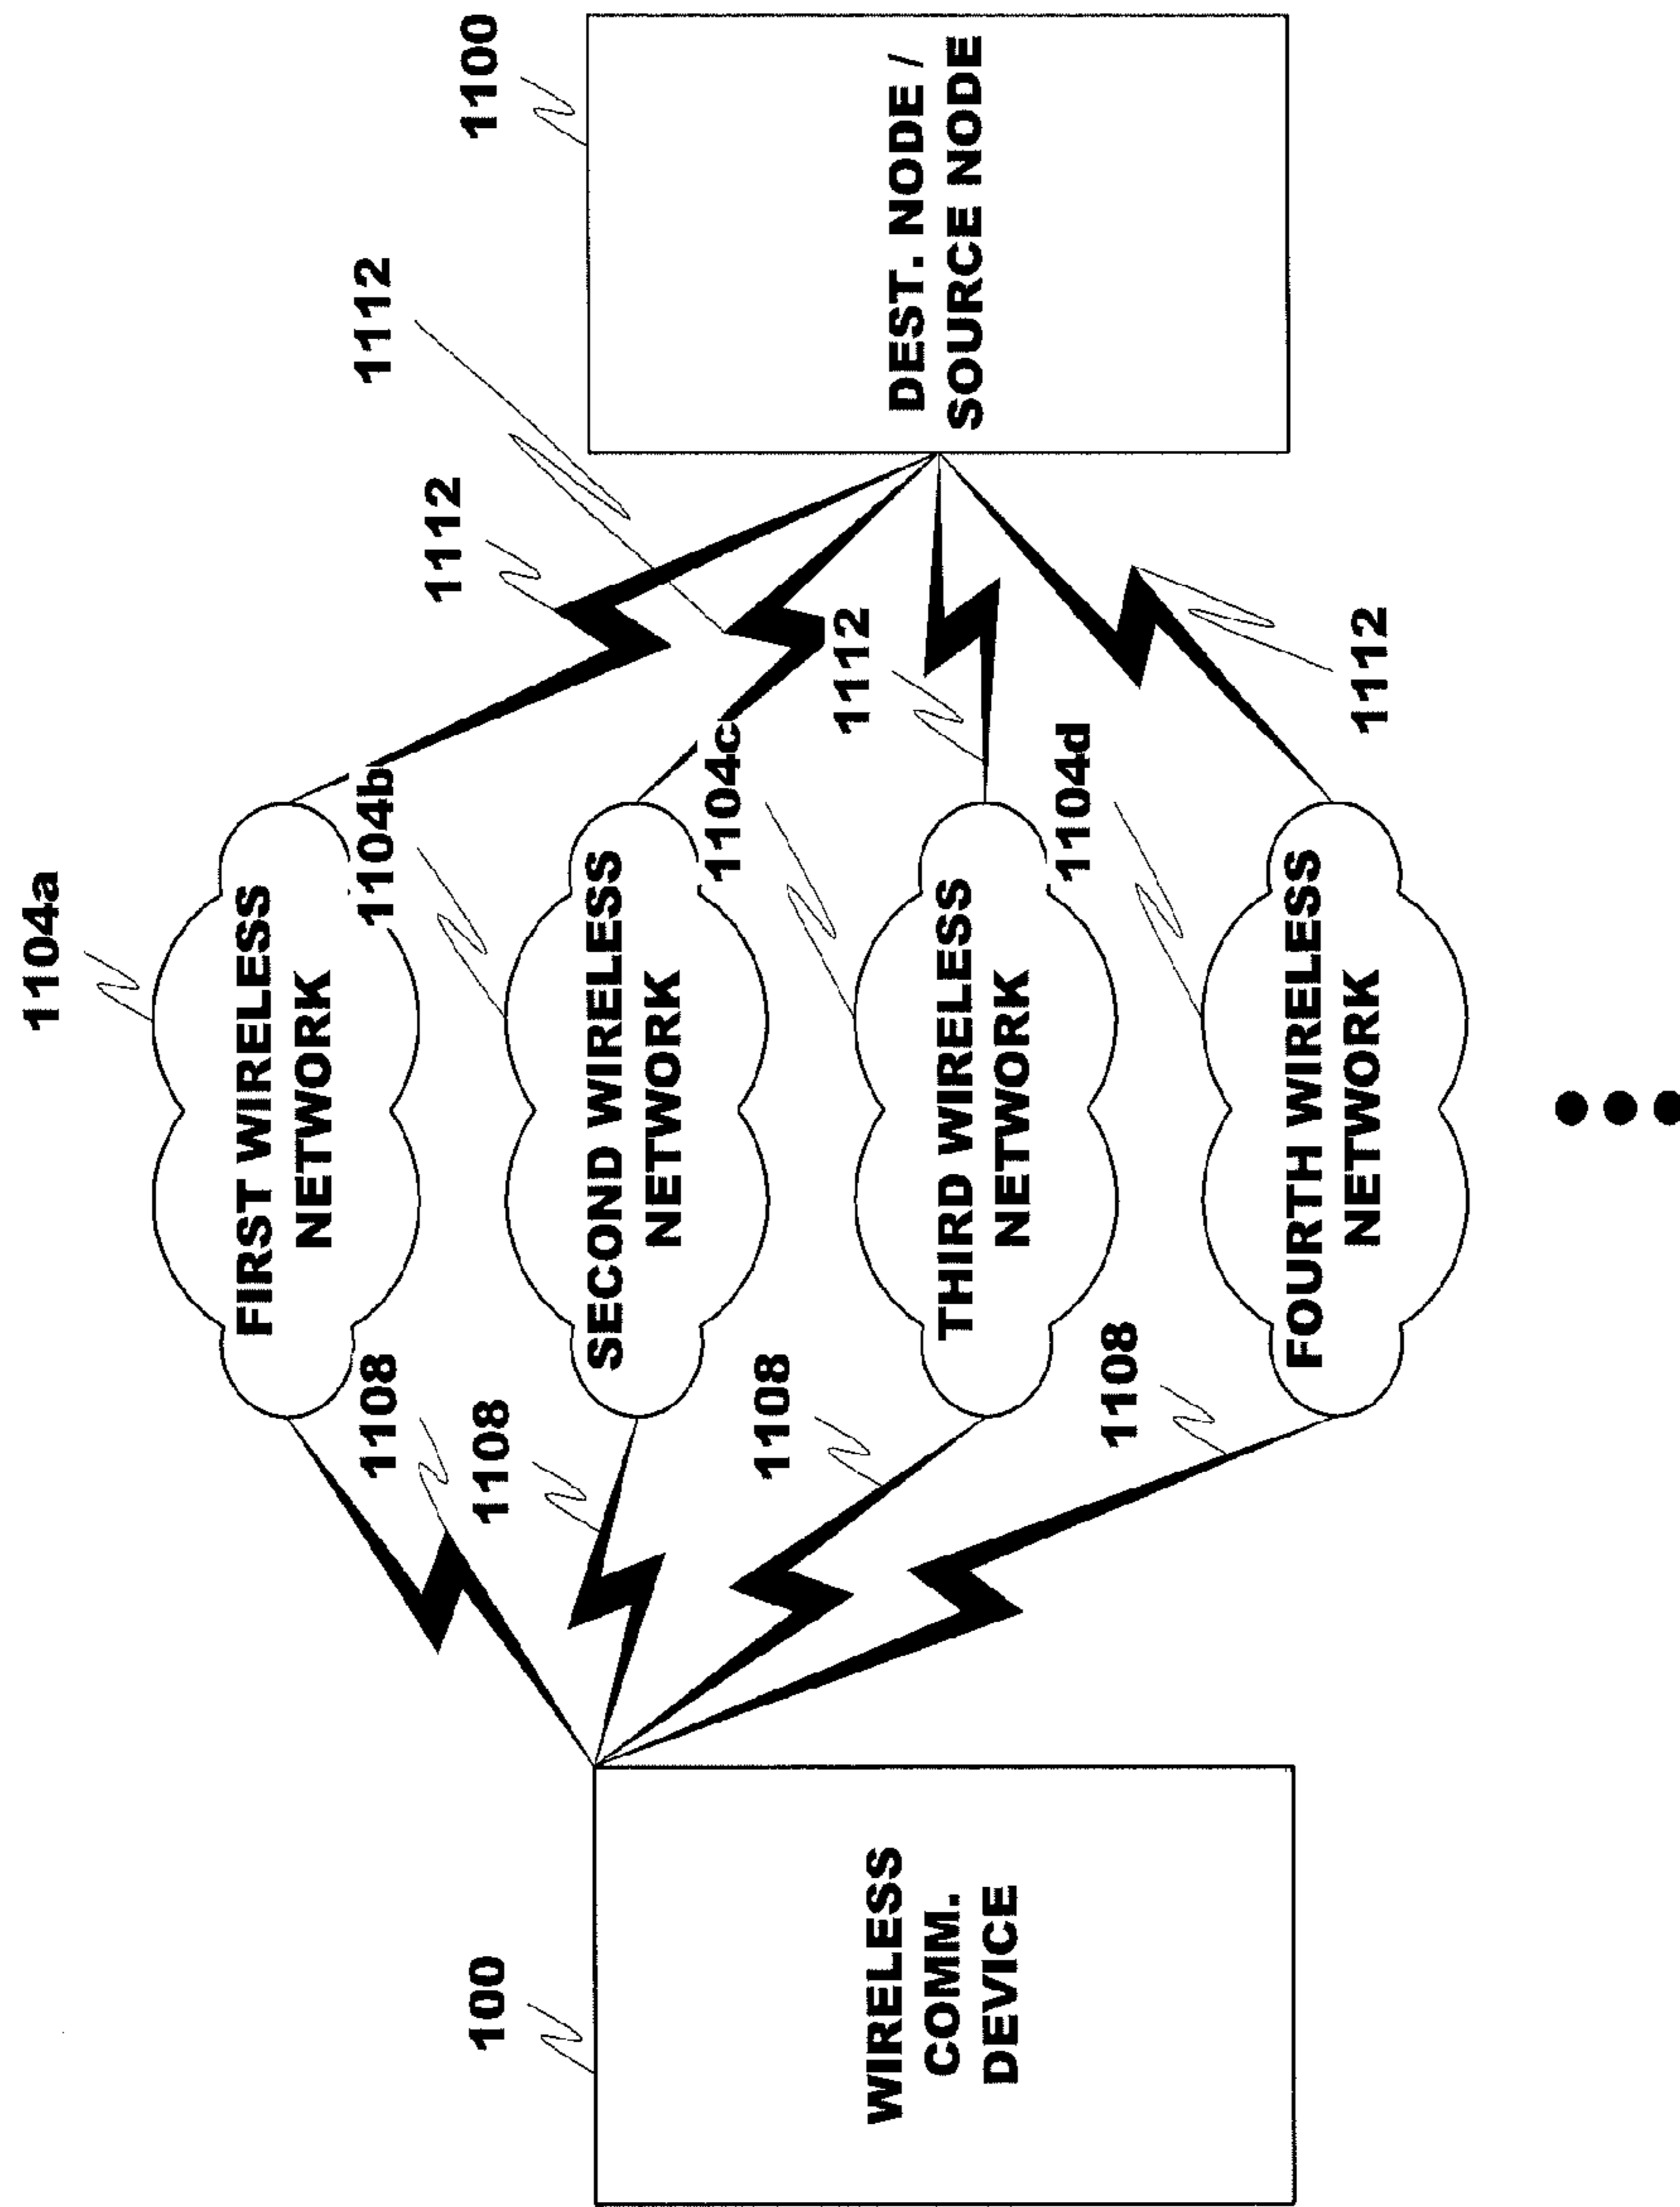 1104a
FIRST WIRELESS
NETWORK
1104b
SECOND WIRELESS
NETWORK
1104c
THIRD WIRELESS
NETWORK
1104d
FOURTH WIRELESS
NETWORK
100
WIRELESS
COMM.
DEVICE
1108
1108
1108
1108
1112
1112
1112
1112
1100
DEST. NODE /
SOURCE NODE